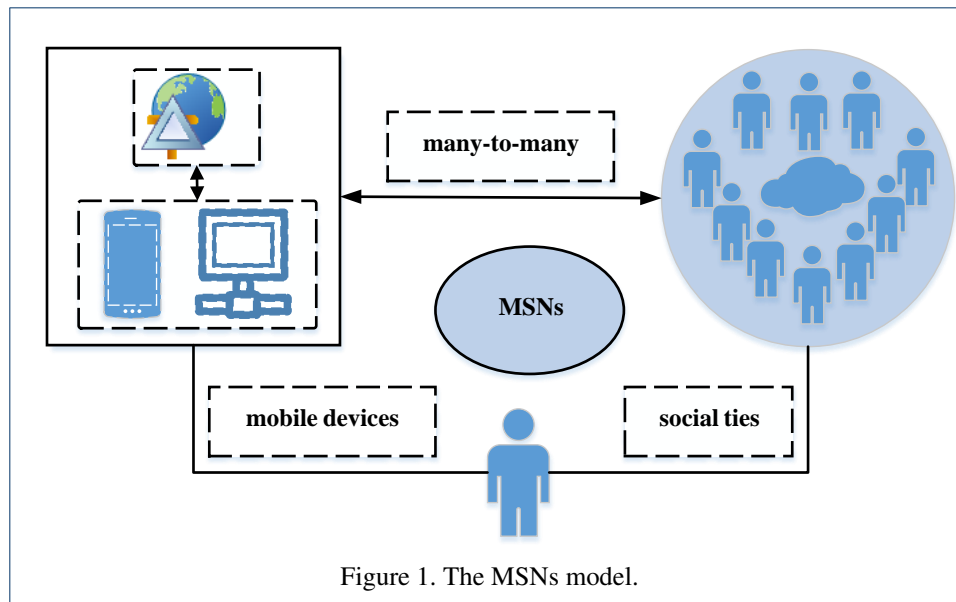 many-to-many
MSNs
mobile devices
social ties
Figure 1. The MSNs model.